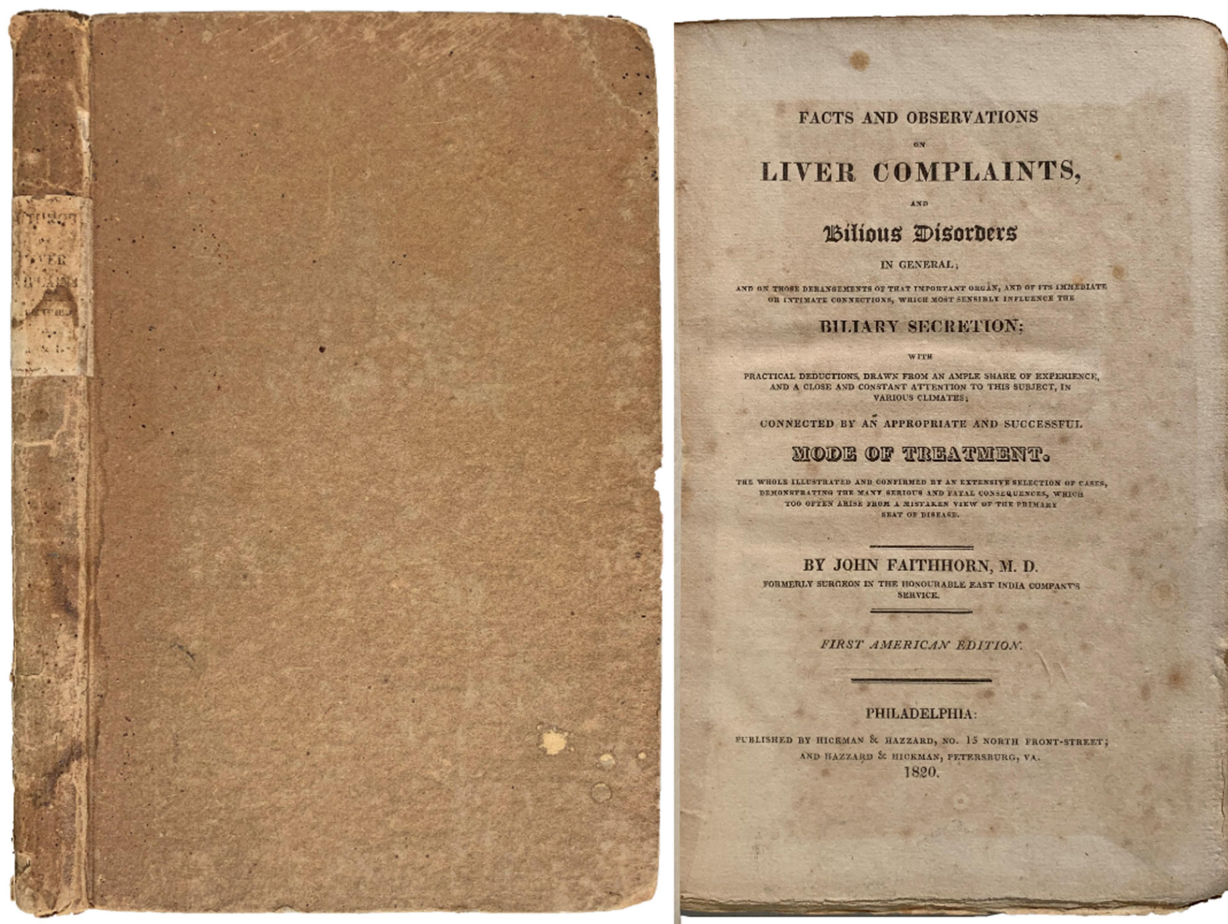 LIVER
FACTS AND OBSERVATIONS
ON
LIVER COMPLAINTS,
AND
Bilious Disorders
IN GENERAL;
AND ON THOSE DERANGEMENTS OF THAT IMPORTANT ORGAN, AND OF ITS IMMEDIATE
OR INTIMATE CONNECTIONS, WHICH MOST SENSIBLY INFLUENCE THE
BILIARY SECRETION;
WITH
PRACTICAL DEDUCTIONS, DRAWN FROM AN AMPLE SHARE OF EXPERIENCE,
AND A CLOSE AND CONSTANT ATTENTION TO THIS SUBJECT, IN
VARIOUS CLIMATES;
CONNECTED BY AN APPROPRIATE AND SUCCESSFUL
MODE OF TREATMENT.
THE WHOLE ILLUSTRATED AND CONFIRMED BY AN EXTENSIVE SELECTION OF CASES,
DEMONSTRATING THE MANY SERIOUS AND FATAL CONSEQUENCES, WHICH
TOO OFTEN ARISE FROM A MISTAKEN VIEW OF THE PRIMARY
SEAT OF DISEASE.
BY JOHN FAITHHORN, M. D.
FORMERLY SURGEON IN THE HONOURABLE EAST INDIA COMPANY'S
SERVICE.
FIRST AMERICAN EDITION.
PHILADELPHIA:
PUBLISHED BY HICKMAN & HAZZARD, NO. 15 NORTH FRONT-STREET;
AND HAZZARD & HICKMAN, PETERSBURG, VA.
1820.